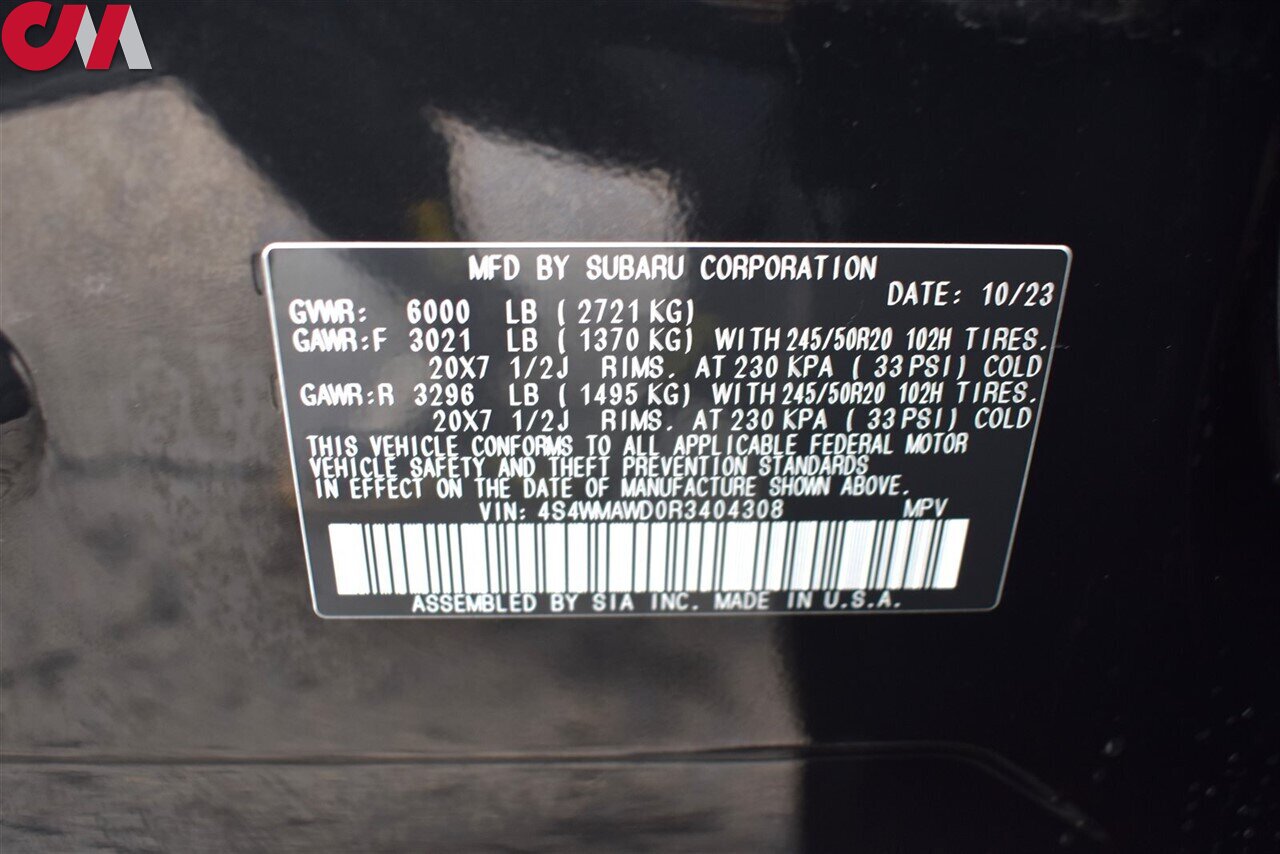 CMA
MFD BY SUBARU CORPORATION
DATE: 10/23
GVWR: 6000 LB ( 2721 KG)
GAWR:F 3021 LB ( 1370 KG) WITH 245/50R20 102H TIRES.
20X7 1/2J RIMS. AT 230 KPA ( 33 PSI) COLD
GAWR:R 3296 LB ( 1495 KG) WITH 245/50R20 102H TIRES.
20X7 1/2J RIMS. AT 230 KPA ( 33 PSI) COLD
THIS VEHICLE CONFORMS TO ALL APPLICABLE FEDERAL MOTOR
VEHICLE SAFETY AND THEFT PREVENTION STANDARDS
IN EFFECT ON THE DATE OF MANUFACTURE SHOWN ABOVE.
VIN: 4S4WMAWD0R3404308 MPV
ASSEMBLED BY SIA INC. MADE IN U.S.A.